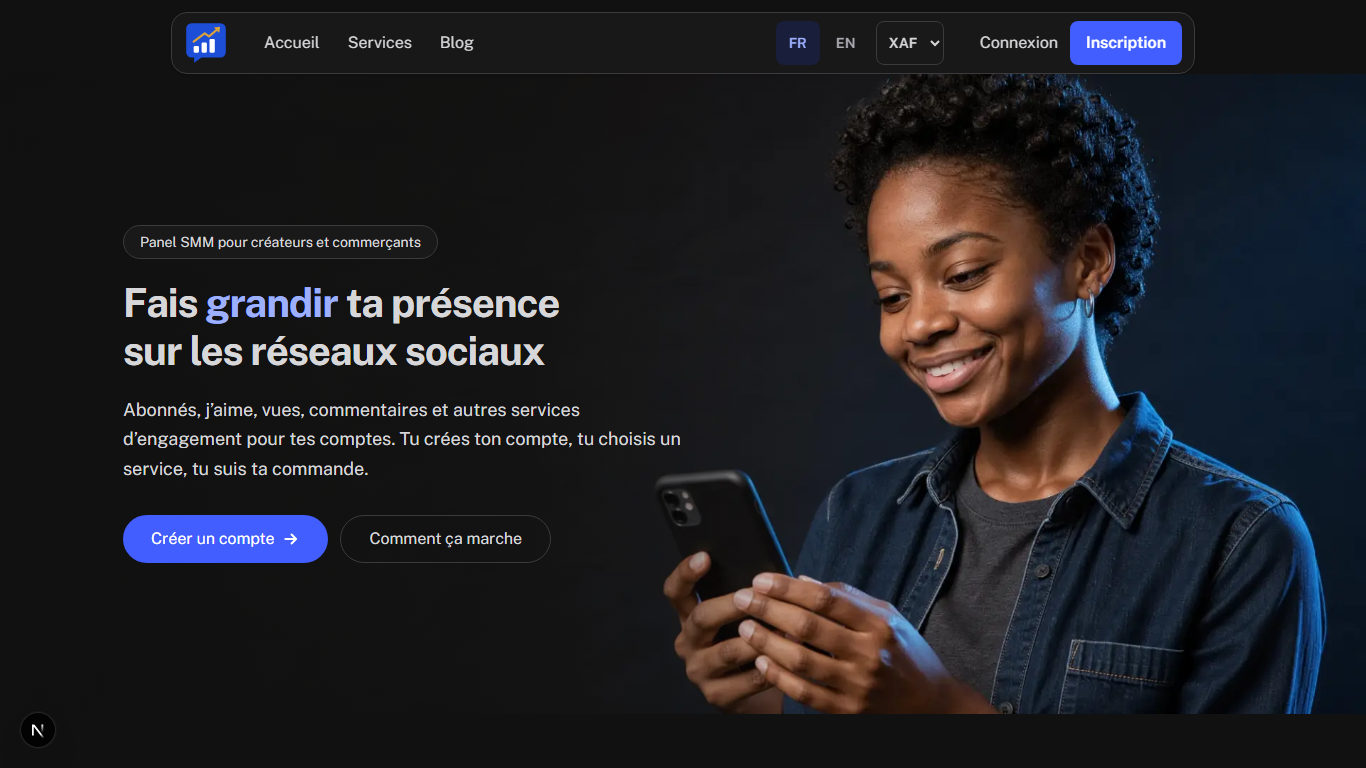 Accueil Services Blog FR EN XAF Connexion Inscription
Panel SMM pour créateurs et commerçants
Fais grandir ta présence
sur les réseaux sociaux
Abonnés, j’aime, vues, commentaires et autres services
d’engagement pour tes comptes. Tu crées ton compte, tu choisis un
service, tu suis ta commande.
Créer un compte → Comment ça marche
N